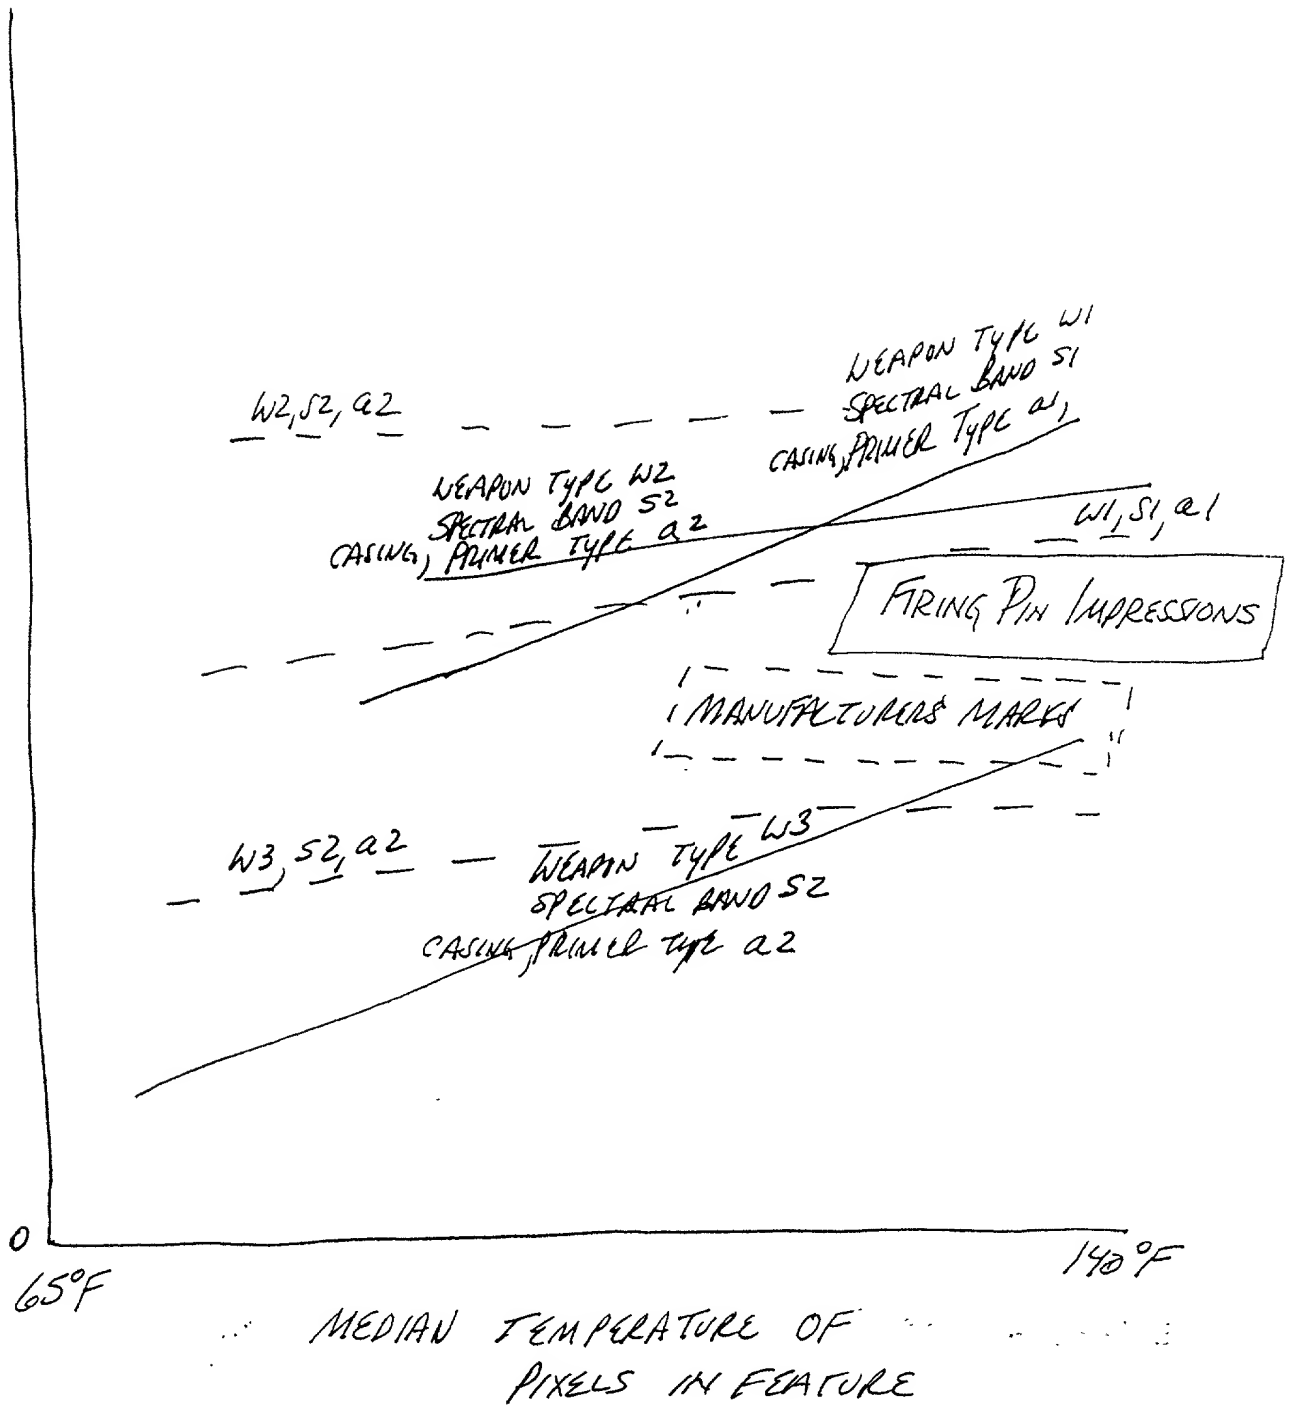 WEAPON TYPE W1
SPECTRAL BAND S1
CASING, PRIMER TYPE a1,
W2, S2, a2
WEAPON TYPE W2
SPECTRAL BAND S2
CASING, PRIMER TYPE a2
W1, S1, a1
FIRING PIN IMPRESSIONS
MANUFACTURERS MARKS
W3, S2, a2
WEAPON TYPE W3
SPECTRAL BAND S2
CASING, PRIMER TYPE a2
0
65°F
140°F
MEDIAN TEMPERATURE OF
PIXELS IN FEATURE